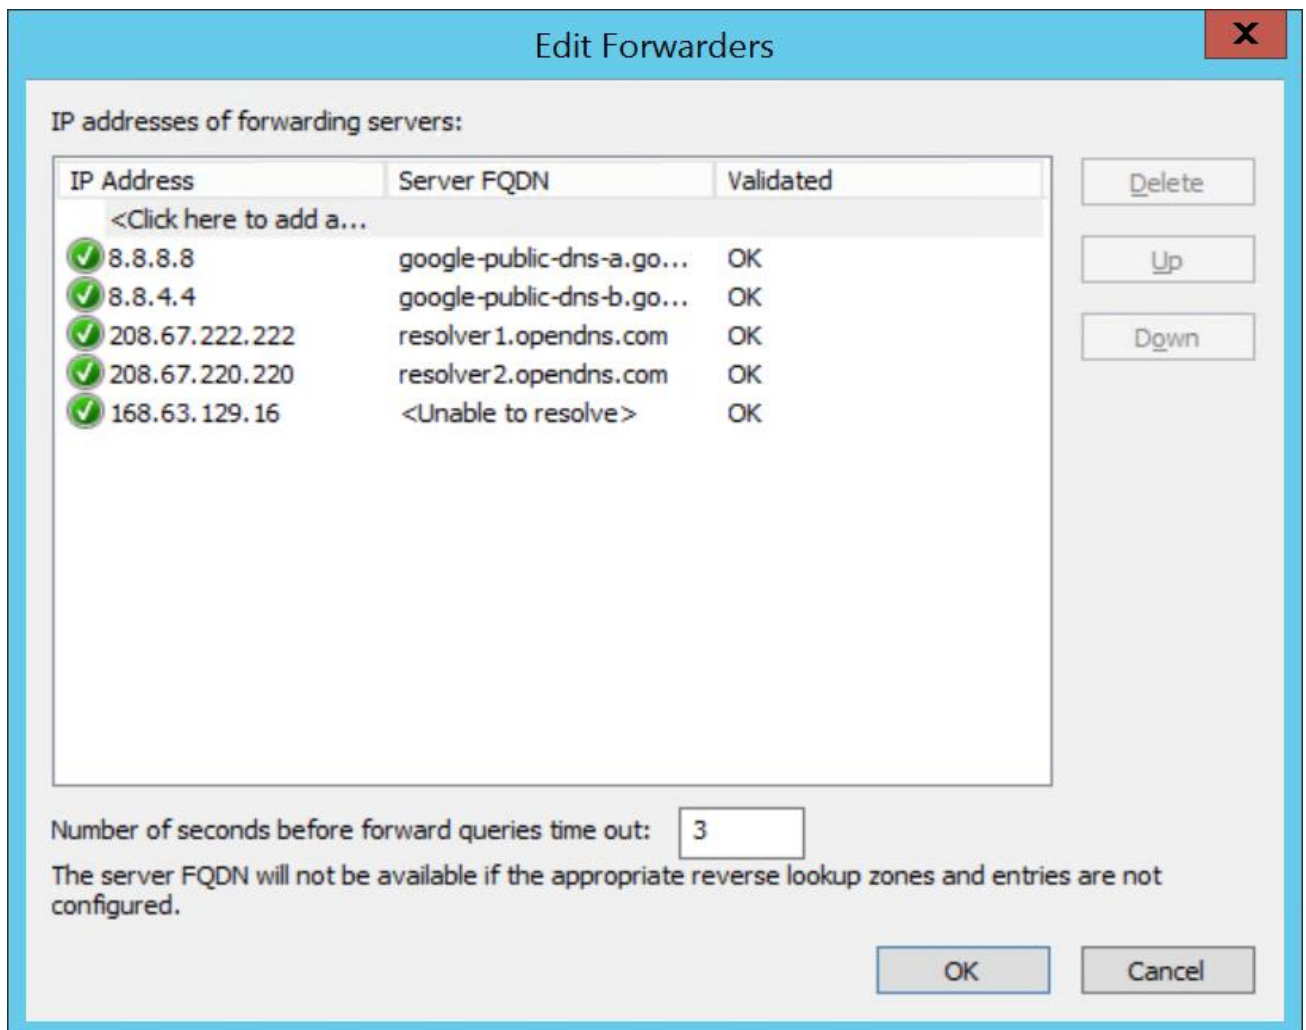 Edit Forwarders
X
IP addresses of forwarding servers:
IP Address Server FQDN Validated
<Click here to add a...
8.8.8.8 google-public-dns-a.go... OK
8.8.4.4 google-public-dns-b.go... OK
208.67.222.222 resolver1.opendns.com OK
208.67.220.220 resolver2.opendns.com OK
168.63.129.16 <Unable to resolve> OK
Delete
Up
Down
Number of seconds before forward queries time out: 3
The server FQDN will not be available if the appropriate reverse lookup zones and entries are not
configured.
OK Cancel